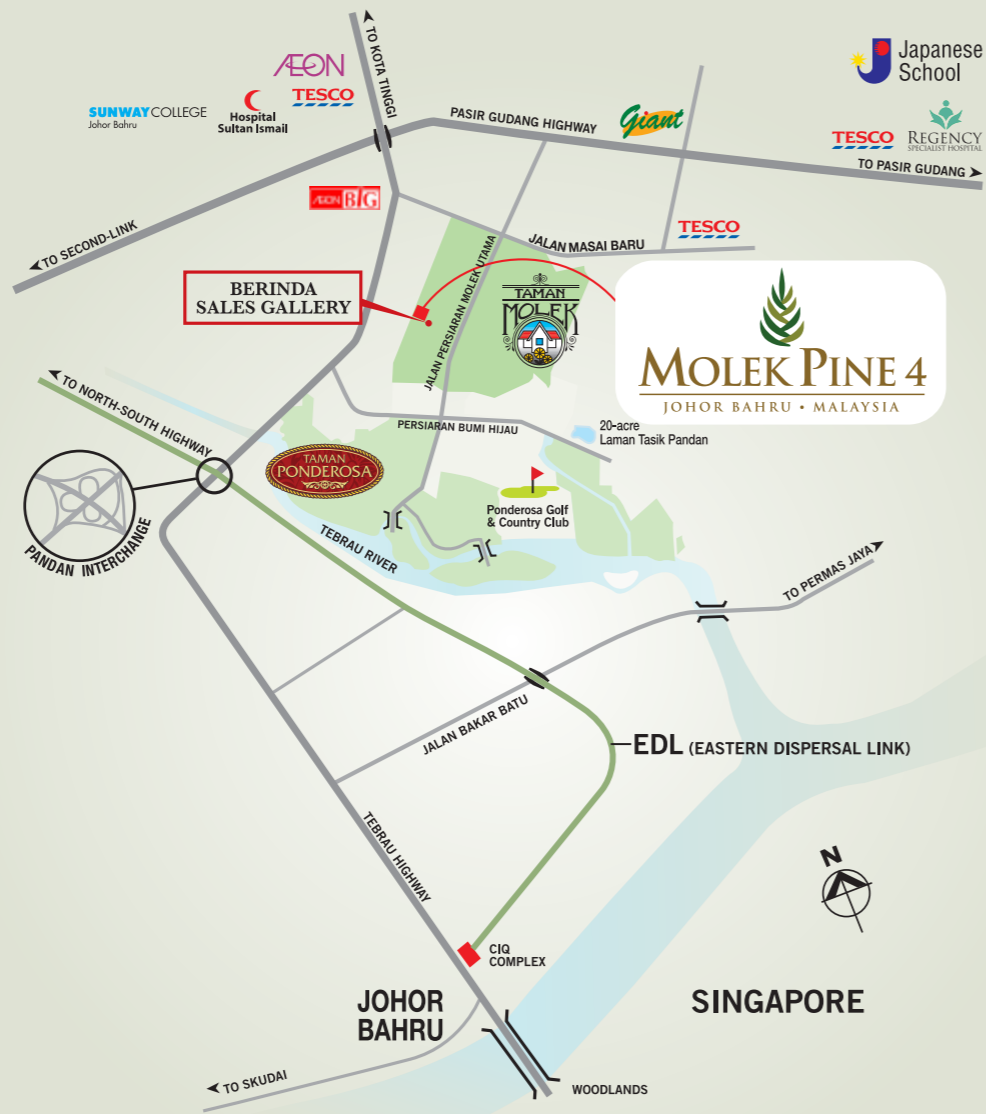 TO KOTA TINGGI
ÆON
TESCO
SUNWAY COLLEGE
Johor Bahru
Hospital
Sultan Ismail
PASIR GUDANG HIGHWAY
Giant
Japanese
School
TESCO
REGENCY
SPECIALIST HOSPITAL
TO PASIR GUDANG
ÆON BIG
TO SECOND-LINK
JALAN MASAI BARU
TESCO
BERINDA
SALES GALLERY
JALAN PERSIARAN MOLEK UTAMA
TAMAN
MOLEK
MOLEK PINE 4
JOHOR BAHRU • MALAYSIA
TO NORTH-SOUTH HIGHWAY
PERSIARAN BUMI HIJAU
20-acre
Laman Tasik Pandan
TAMAN
PONDEROSA
Ponderosa Golf
& Country Club
PANDAN INTERCHANGE
TEBRAU RIVER
TO PERMAS JAYA
JALAN BAKAR BATU
EDL (EASTERN DISPERSAL LINK)
TEBRAU HIGHWAY
N
CIQ
COMPLEX
JOHOR
BAHRU
SINGAPORE
TO SKUDAI
WOODLANDS